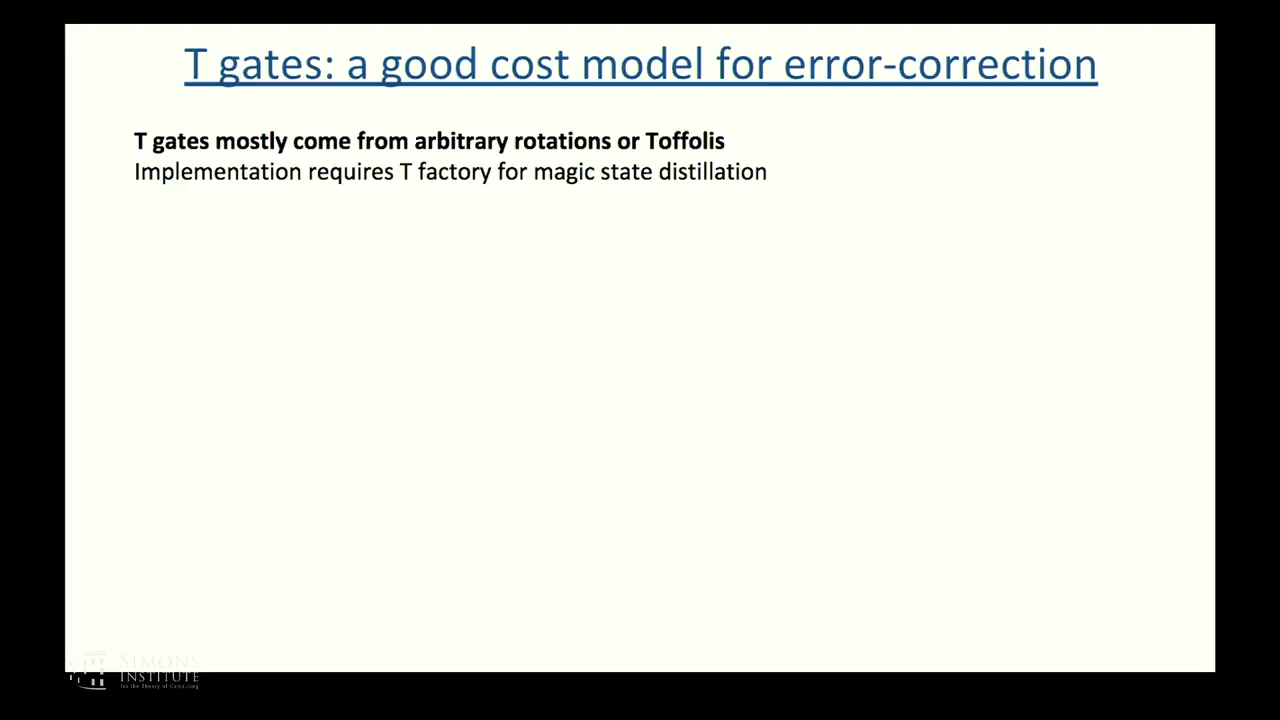 T gates: a good cost model for error-correction
T gates mostly come from arbitrary rotations or Toffolis
Implementation requires T factory for magic state distillation
SIMONS
INSTITUTE
for the Theory of Computing